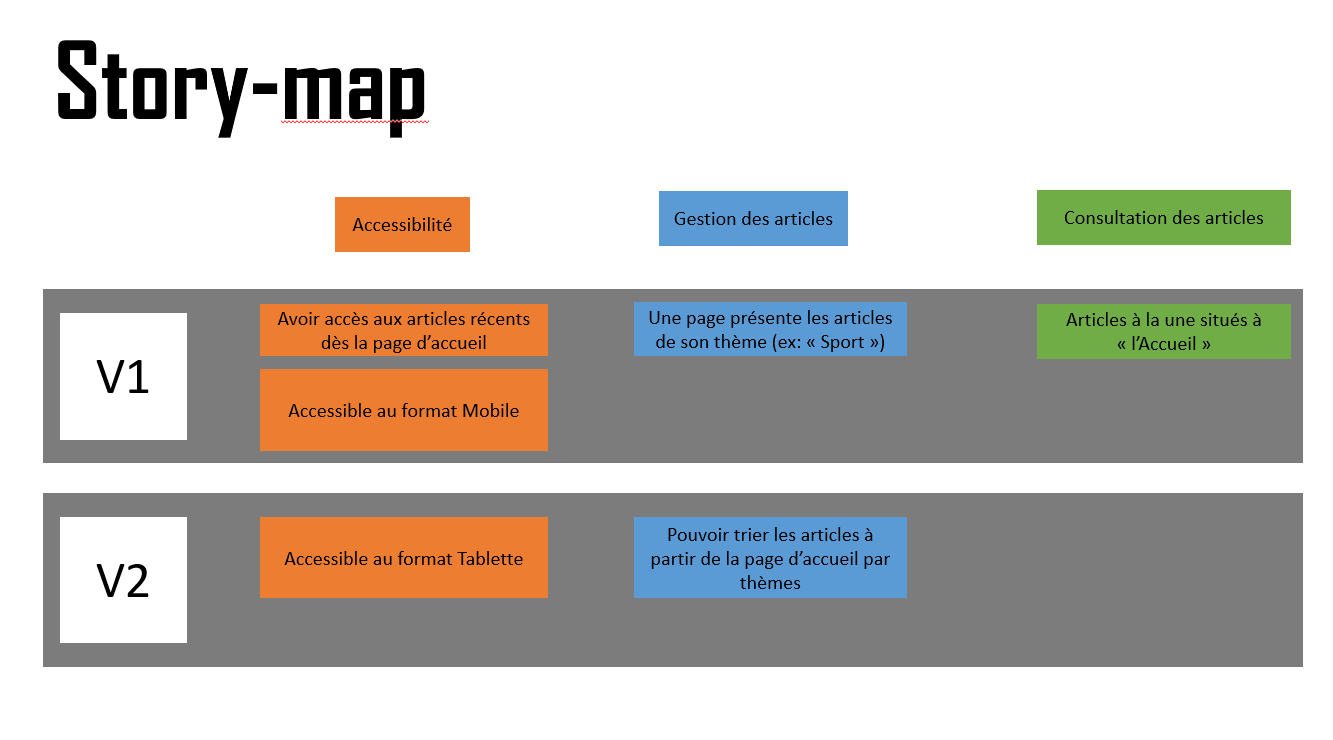 Story-map
Accessibilité
Gestion des articles
Consultation des articles
V1
Avoir accès aux articles récents
dès la page d’accueil
Accessible au format Mobile
Une page présente les articles
de son thème (ex: « Sport »)
Articles à la une situés à
« l’Accueil »
V2
Accessible au format Tablette
Pouvoir trier les articles à
partir de la page d’accueil par
thèmes